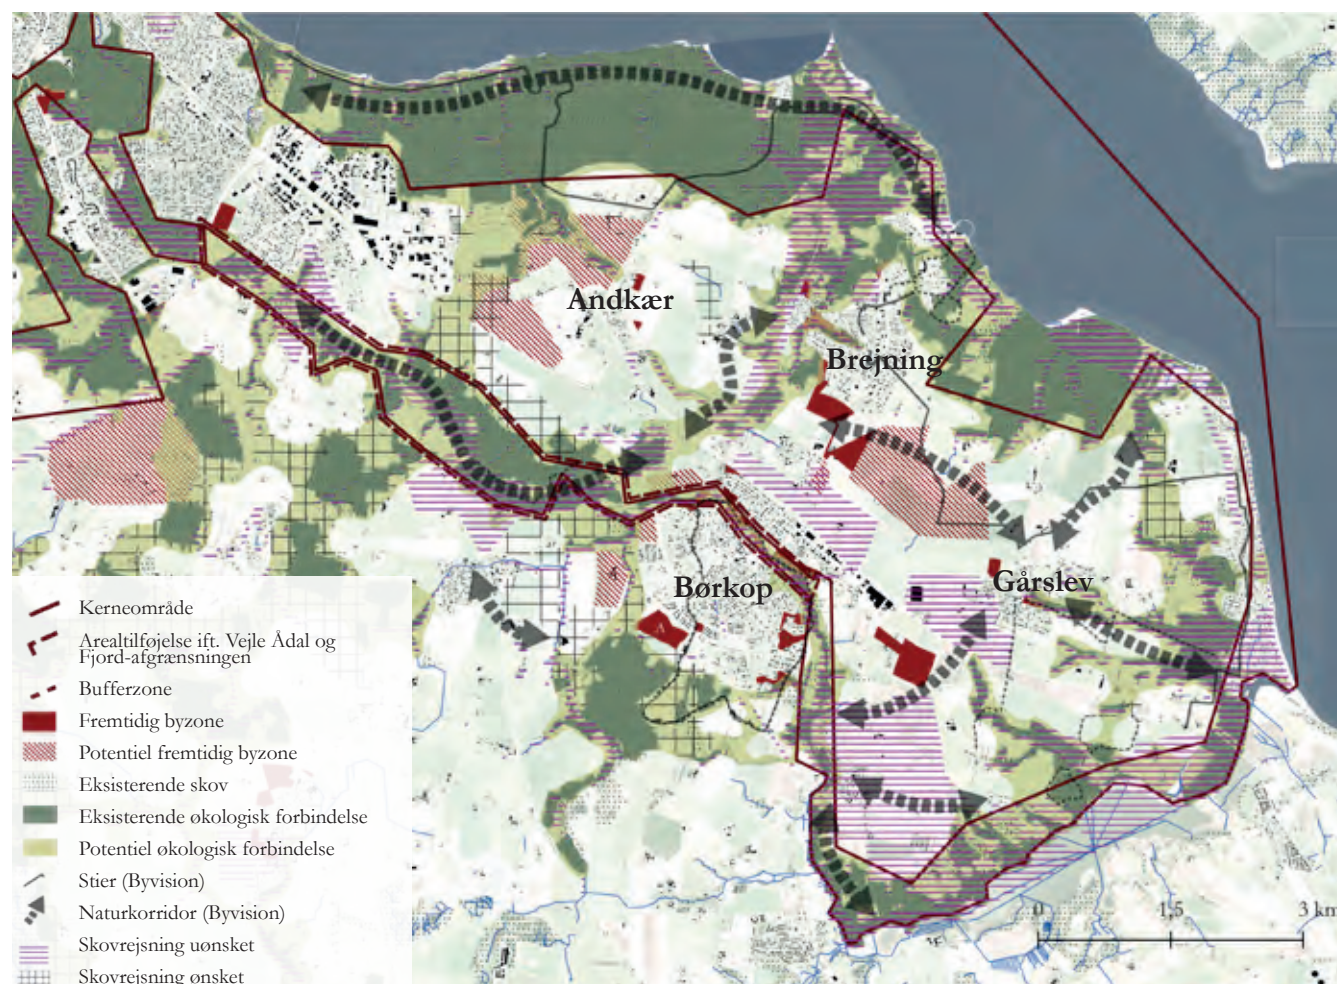 Andkær
Brejning
Børkop
Gårslev
A
Kerneområde
Arealtilføjelse ift. Vejle Ådal og
Fjord-afgrænsningen
Bufferzone
Fremtidig byzone
Potentiel fremtidig byzone
Eksisterende skov
Eksisterende økologisk forbindelse
Potentiel økologisk forbindelse
Stier (Byvision)
Naturkorridor (Byvision)
Skovrejsning uønsket
Skovrejsning ønsket
0 1,5 3 km